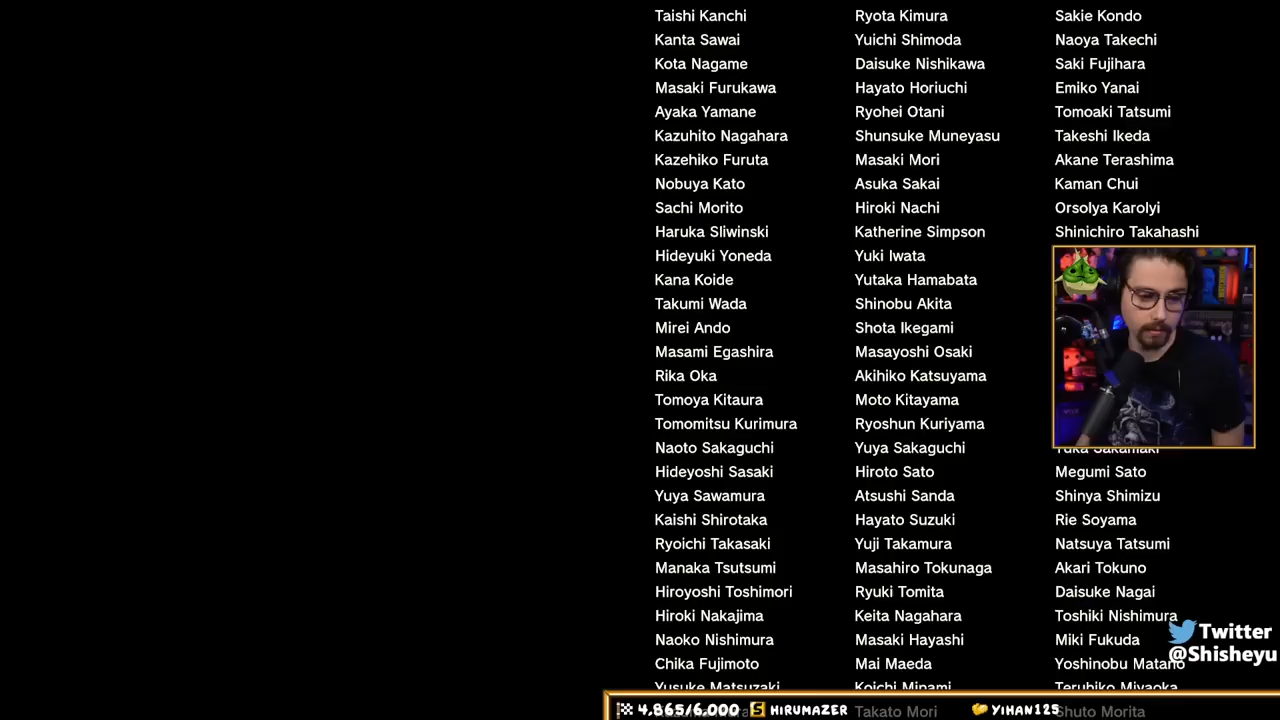 Taishi Kanchi Ryota Kimura Sakie Kondo
Kanta Sawai Yuichi Shimoda Naoya Takechi
Kota Nagame Daisuke Nishikawa Saki Fujihara
Masaki Furukawa Hayato Horiuchi Emiko Yanai
Ayaka Yamane Ryohei Otani Tomoaki Tatsumi
Kazuhito Nagahara Shunsuke Muneyasu Takeshi Ikeda
Kazehiko Furuta Masaki Mori Akane Terashima
Nobuya Kato Asuka Sakai Kaman Chui
Sachi Morito Hiroki Nachi Orsolya Karolyi
Haruka Sliwinski Katherine Simpson Shinichiro Takahashi
Hideyuki Yoneda Yuki Iwata
Kana Koide Yutaka Hamabata
Takumi Wada Shinobu Akita
Mirei Ando Shota Ikegami
Masami Egashira Masayoshi Osaki
Rika Oka Akihiko Katsuyama
Tomoya Kitaura Moto Kitayama
Tomomitsu Kurimura Ryoshun Kuriyama
Naoto Sakaguchi Yuya Sakaguchi Yuka Sakamaki
Hideyoshi Sasaki Hiroto Sato Megumi Sato
Yuya Sawamura Atsushi Sanda Shinya Shimizu
Kaishi Shirotaka Hayato Suzuki Rie Soyama
Ryoichi Takasaki Yuji Takamura Natsuya Tatsumi
Manaka Tsutsumi Masahiro Tokunaga Akari Tokuno
Hiroyoshi Toshimori Ryuki Tomita Daisuke Nagai
Hiroki Nakajima Keita Nagahara Toshiki Nishimura
Naoko Nishimura Masaki Hayashi Miki Fukuda
Chika Fujimoto Mai Maeda Yoshinobu Matano
Yusuke Matsuzaki Koichi Minami Teruhiko Miyaoka
Takato Mori Shuto Morita
Twitter
@Shisheyu
4,865/6,000 S HIRUMAZER YIHAN125